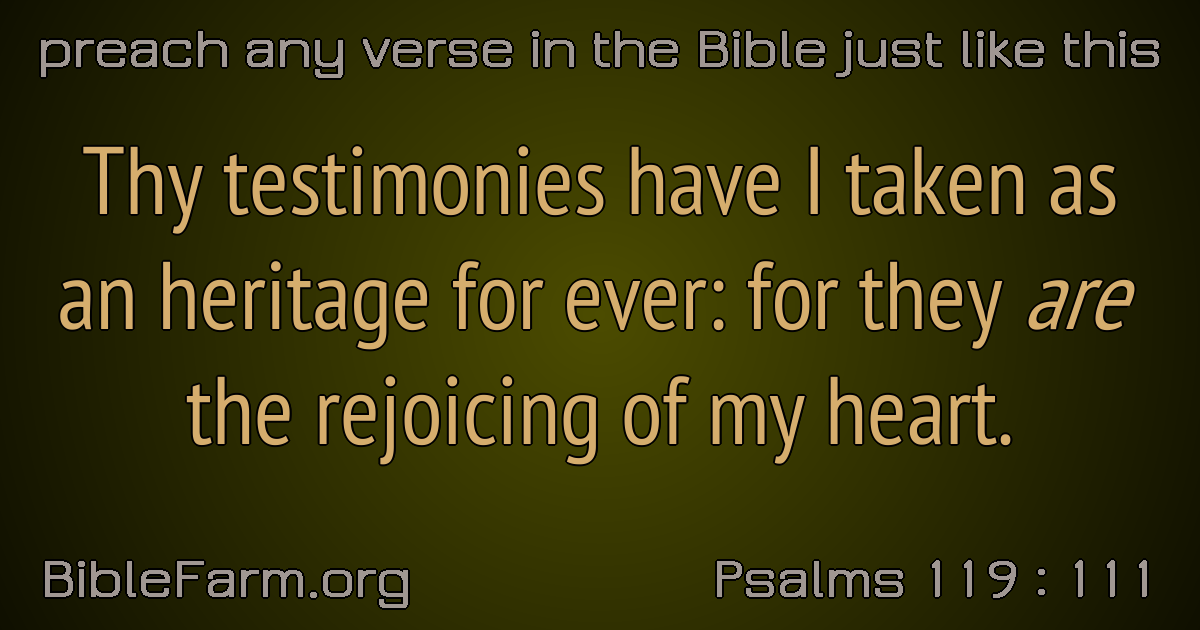 preach any verse in the Bible just like this
Thy testimonies have I taken as
an heritage for ever: for they are
the rejoicing of my heart.
BibleFarm.org
Psalms 119 : 111